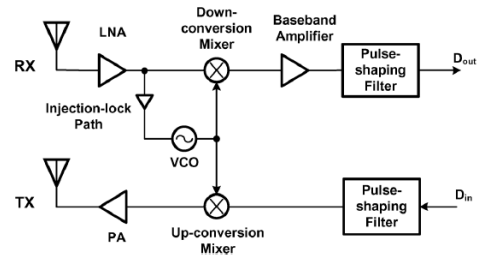 LNA
Down-
conversion
Mixer
Baseband
Amplifier
RX
Pulse-
shaping
Filter
Dout
Injection-lock
Path
VCO
TX
PA
Up-conversion
Mixer
Pulse-
shaping
Filter
Din